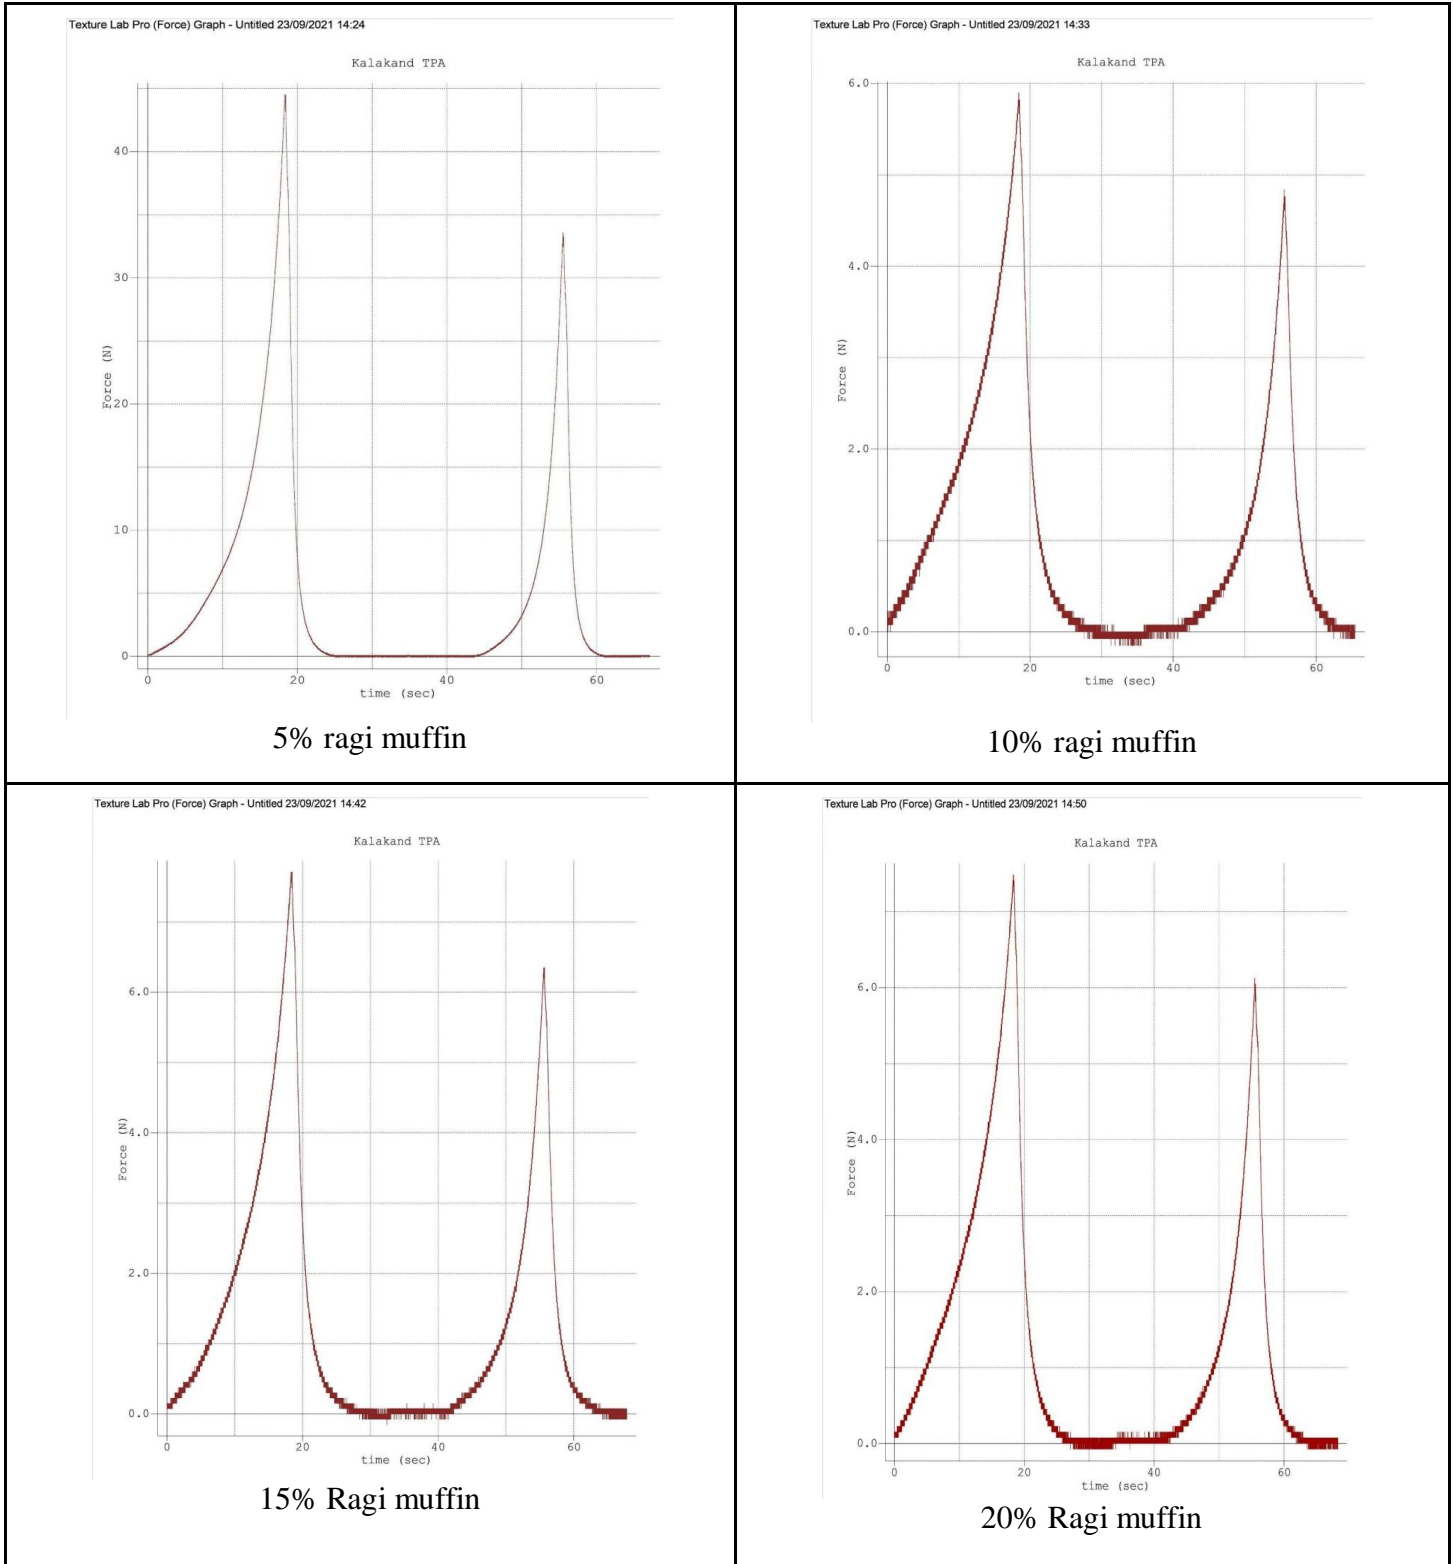 Texture Lab Pro (Force) Graph - Untitled 23/09/2021 14:24
Kalakand TPA
40
30
Force (N)
20
10
0
0 20 40 60
time (sec)
5% ragi muffin
Texture Lab Pro (Force) Graph - Untitled 23/09/2021 14:33
Kalakand TPA
6.0
4.0
Force (N)
2.0
0.0
0 20 40 60
time (sec)
10% ragi muffin
Texture Lab Pro (Force) Graph - Untitled 23/09/2021 14:42
Kalakand TPA
6.0
4.0
Force (N)
2.0
0.0
0 20 40 60
time (sec)
15% Ragi muffin
Texture Lab Pro (Force) Graph - Untitled 23/09/2021 14:50
Kalakand TPA
6.0
4.0
Force (N)
2.0
0.0
0 20 40 60
time (sec)
20% Ragi muffin